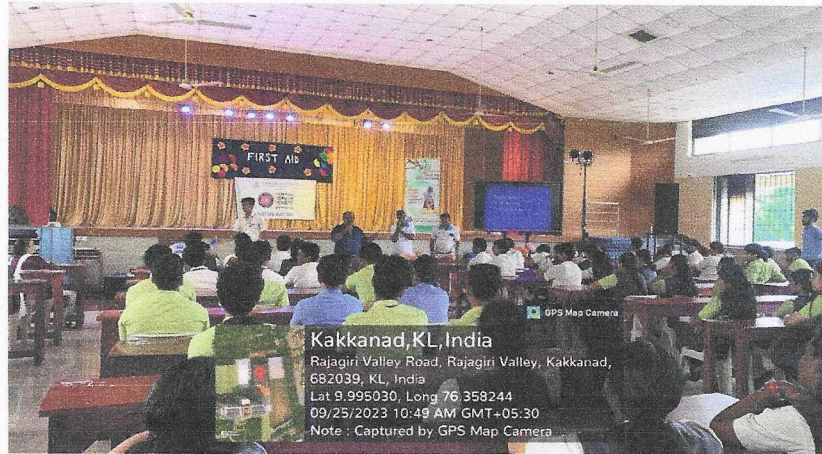 FIRST AID
GPS Map Camera
Kakkanad,KL,India
Rajagiri Valley Road, Rajagiri Valley, Kakkanad,
682039, KL, India
Lat 9.995030, Long 76.358244
09/25/2023 10:49 AM GMT+05:30
Note : Captured by GPS Map Camera